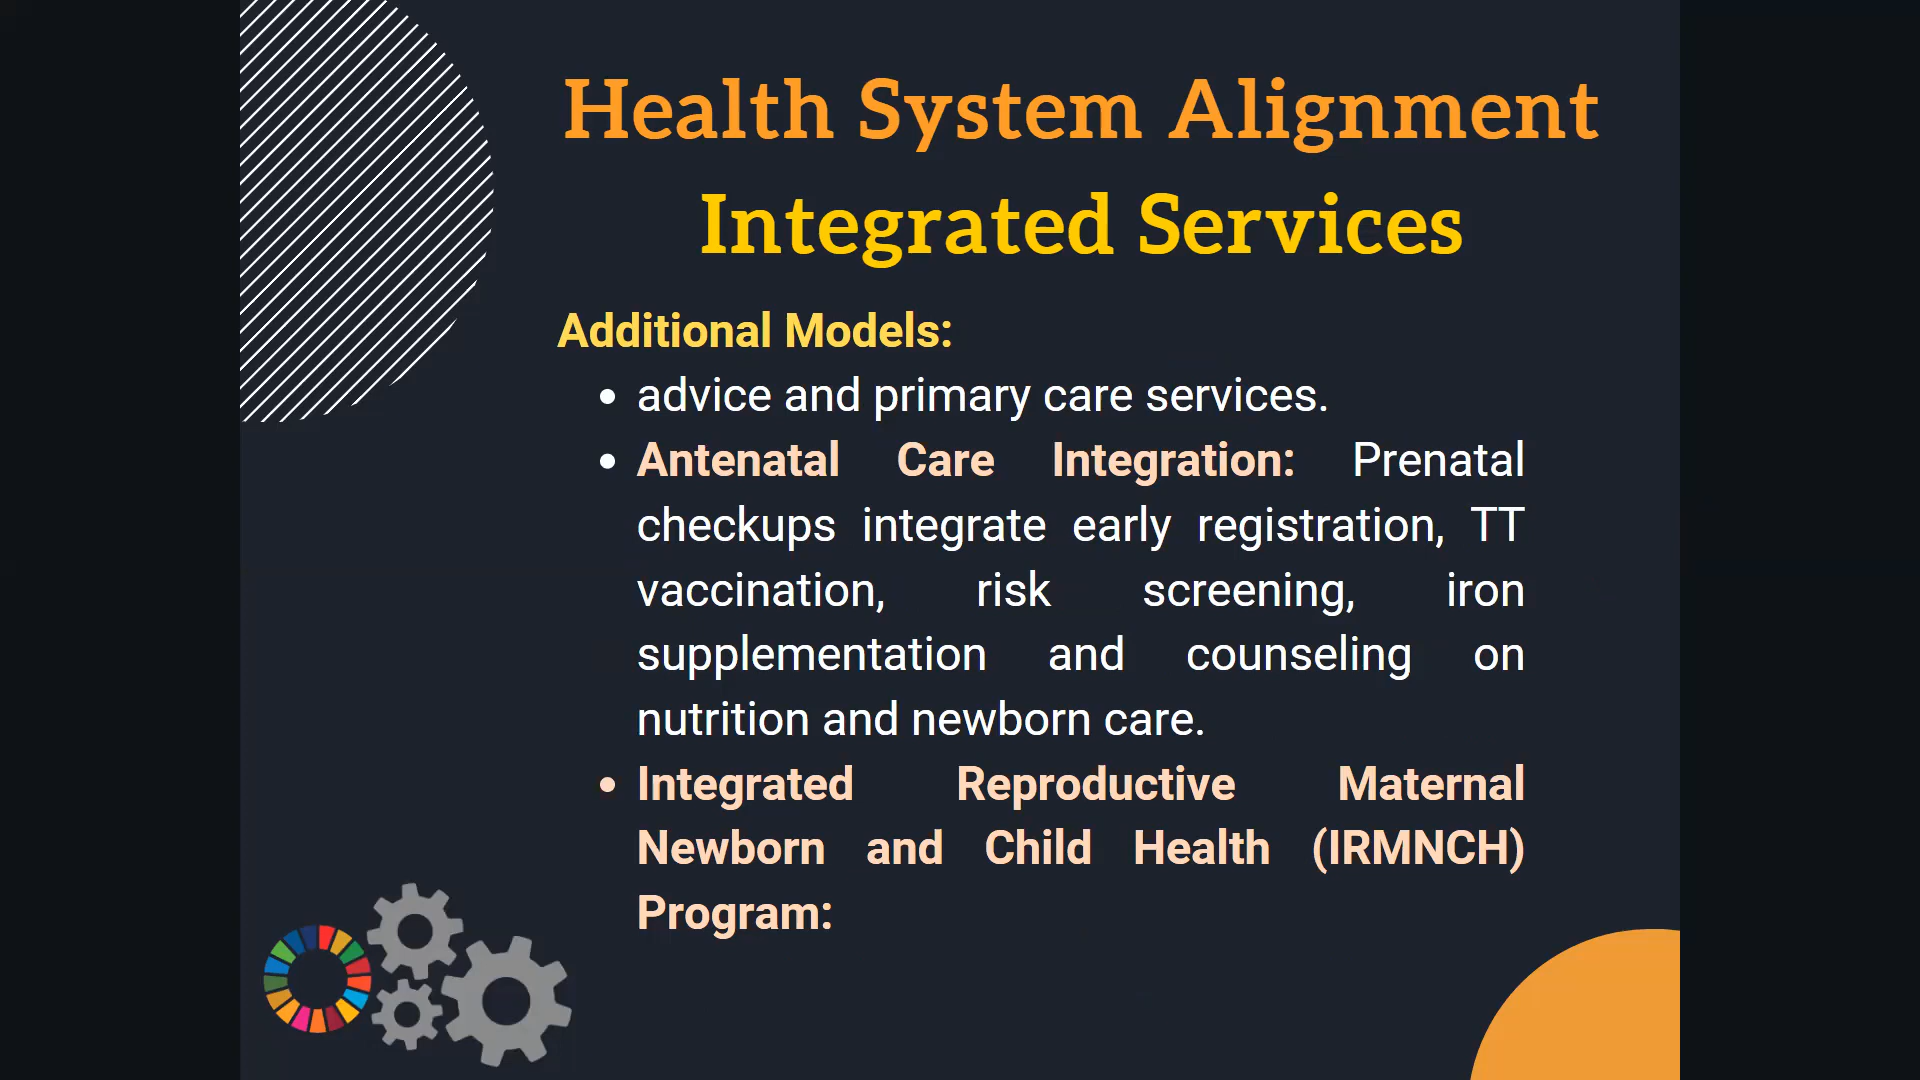 Health System Alignment
Integrated Services
Additional Models:
• advice and primary care services.
• Antenatal Care Integration: Prenatal
checkups integrate early registration, TT
vaccination, risk screening, iron
supplementation and counseling on
nutrition and newborn care.
• Integrated Reproductive Maternal
Newborn and Child Health (IRMNCH)
Program: